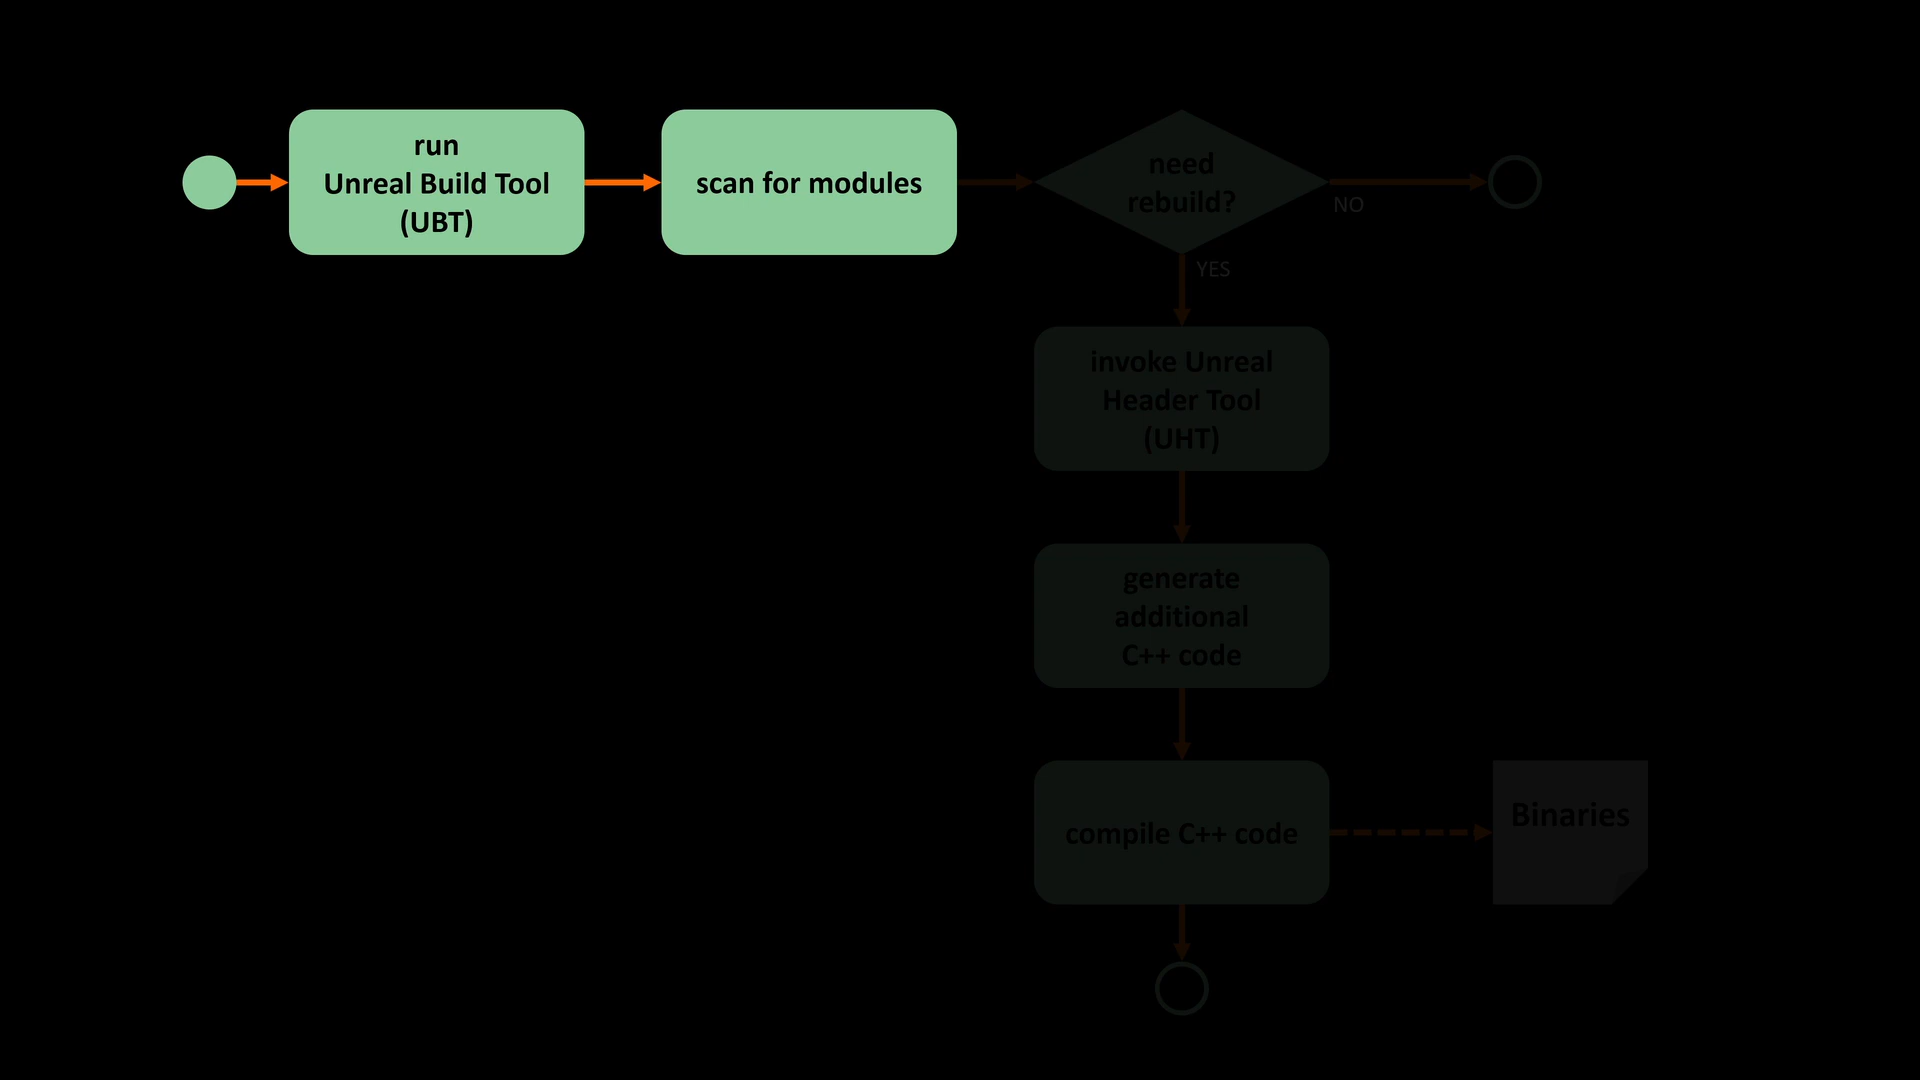 run
Unreal Build Tool
(UBT)
scan for modules
need
rebuild?
NO
YES
invoke Unreal
Header Tool
(UHT)
generate
additional
C++ code
compile C++ code
Binaries